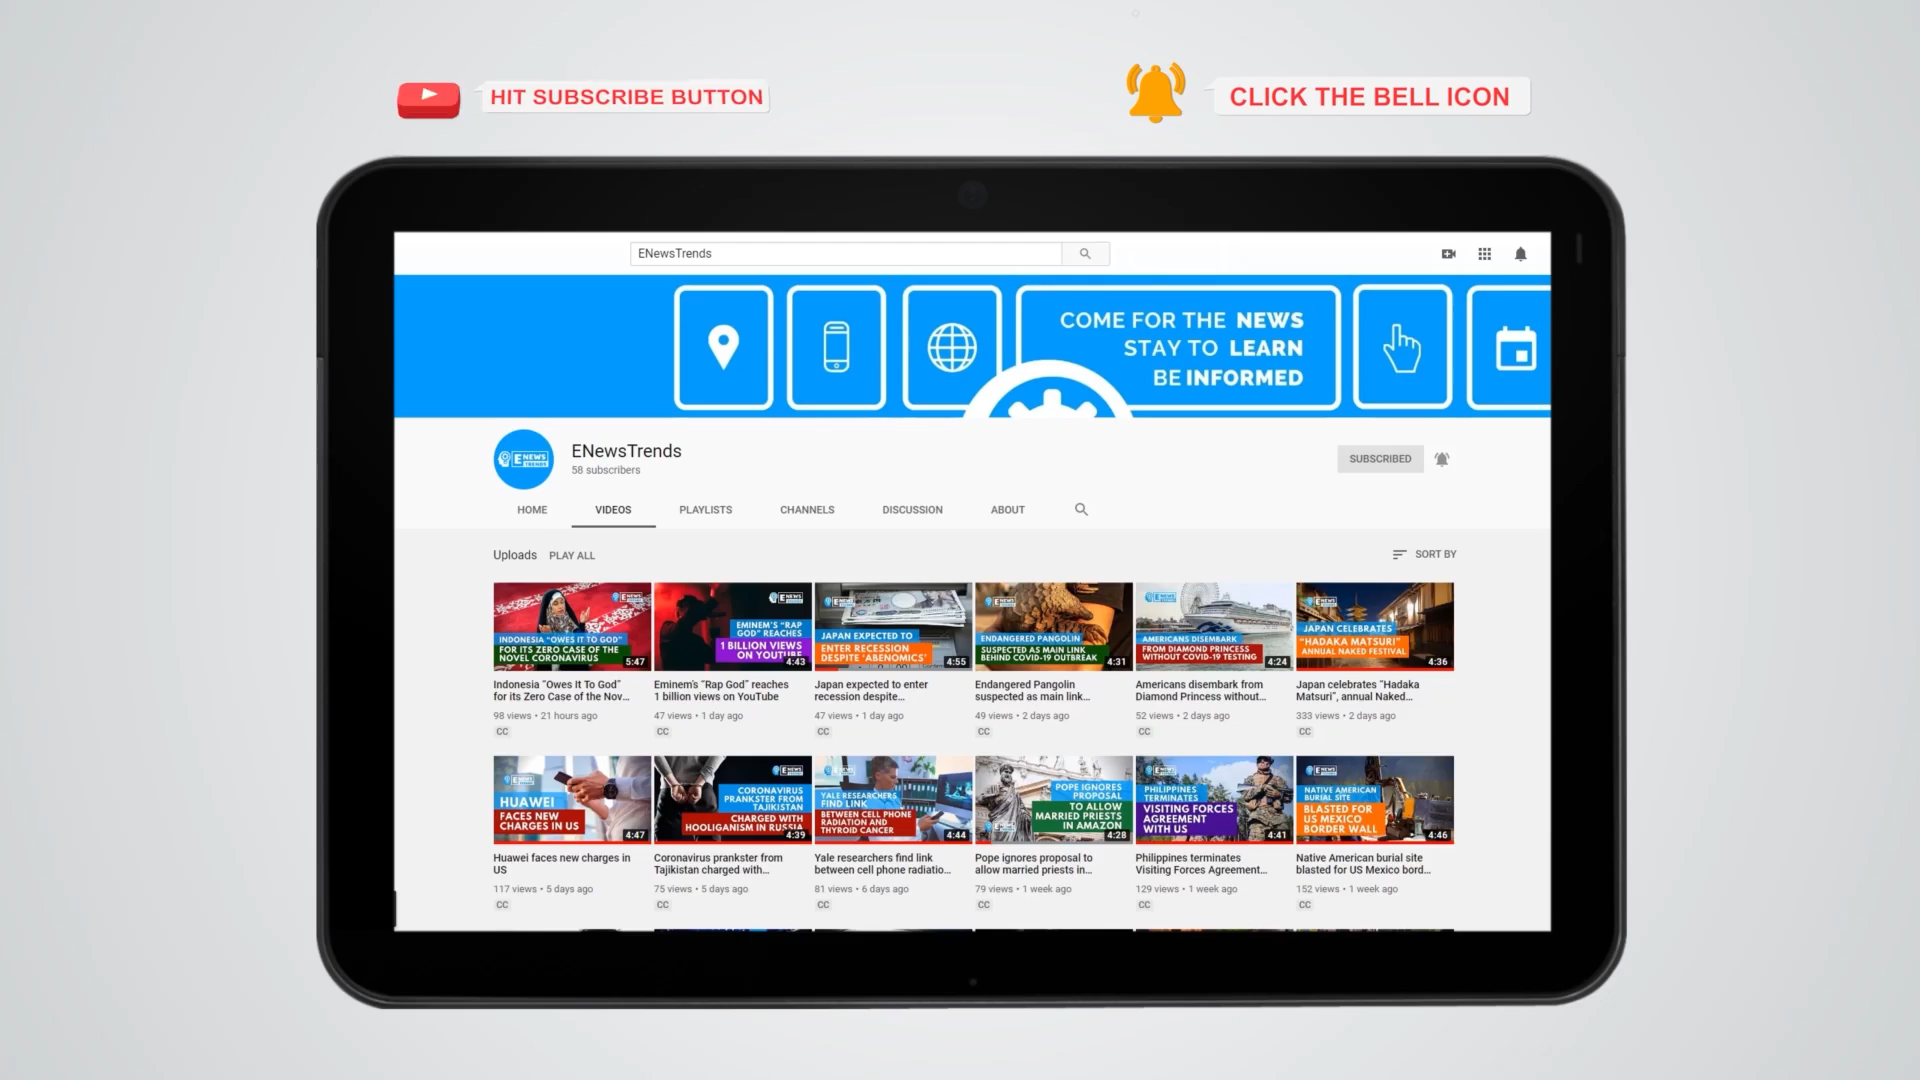 HIT SUBSCRIBE BUTTON
CLICK THE BELL ICON
ENewsTrends
COME FOR THE NEWS
STAY TO LEARN
BE INFORMED
E NEWS
TRENDS
ENewsTrends
58 subscribers
SUBSCRIBED
HOME VIDEOS PLAYLISTS CHANNELS DISCUSSION ABOUT
Uploads PLAY ALL
SORT BY
INDONESIA "OWES IT TO GOD"
FOR ITS ZERO CASE OF THE
NOVEL CORONAVIRUS
5:47
EMINEM'S "RAP
GOD" REACHES
1 BILLION VIEWS
ON YOUTUBE
4:43
JAPAN EXPECTED TO
ENTER RECESSION
DESPITE 'ABENOMICS'
4:55
ENDANGERED PANGOLIN
SUSPECTED AS MAIN LINK
BEHIND COVID-19 OUTBREAK
4:31
AMERICANS DISEMBARK
FROM DIAMOND PRINCESS
WITHOUT COVID-19 TESTING
4:24
JAPAN CELEBRATES
"HADAKA MATSURI"
ANNUAL NAKED FESTIVAL
4:36
Indonesia "Owes It To God"
for its Zero Case of the Nov...
98 views • 21 hours ago
CC
Eminem's "Rap God" reaches
1 billion views on YouTube
47 views • 1 day ago
CC
Japan expected to enter
recession despite...
47 views • 1 day ago
CC
Endangered Pangolin
suspected as main link...
49 views • 2 days ago
CC
Americans disembark from
Diamond Princess without...
52 views • 2 days ago
CC
Japan celebrates "Hadaka
Matsuri", annual Naked...
333 views • 2 days ago
CC
HUAWEI
FACES NEW
CHARGES IN US
4:47
CORONAVIRUS
PRANKSTER FROM
TAJIKISTAN
CHARGED WITH
HOOLIGANISM IN RUSSIA
4:39
YALE RESEARCHERS
FIND LINK
BETWEEN CELL PHONE
RADIATION AND
THYROID CANCER
4:44
POPE IGNORES
PROPOSAL
TO ALLOW
MARRIED PRIESTS
IN AMAZON
4:28
PHILIPPINES
TERMINATES
VISITING FORCES
AGREEMENT
WITH US
4:41
NATIVE AMERICAN
BURIAL SITE
BLASTED FOR
US MEXICO
BORDER WALL
4:46
Huawei faces new charges in
US
117 views • 5 days ago
CC
Coronavirus prankster from
Tajikistan charged with...
75 views • 5 days ago
CC
Yale researchers find link
between cell phone radiatio...
81 views • 6 days ago
CC
Pope ignores proposal to
allow married priests in...
79 views • 1 week ago
CC
Philippines terminates
Visiting Forces Agreement...
129 views • 1 week ago
CC
Native American burial site
blasted for US Mexico bord...
152 views • 1 week ago
CC